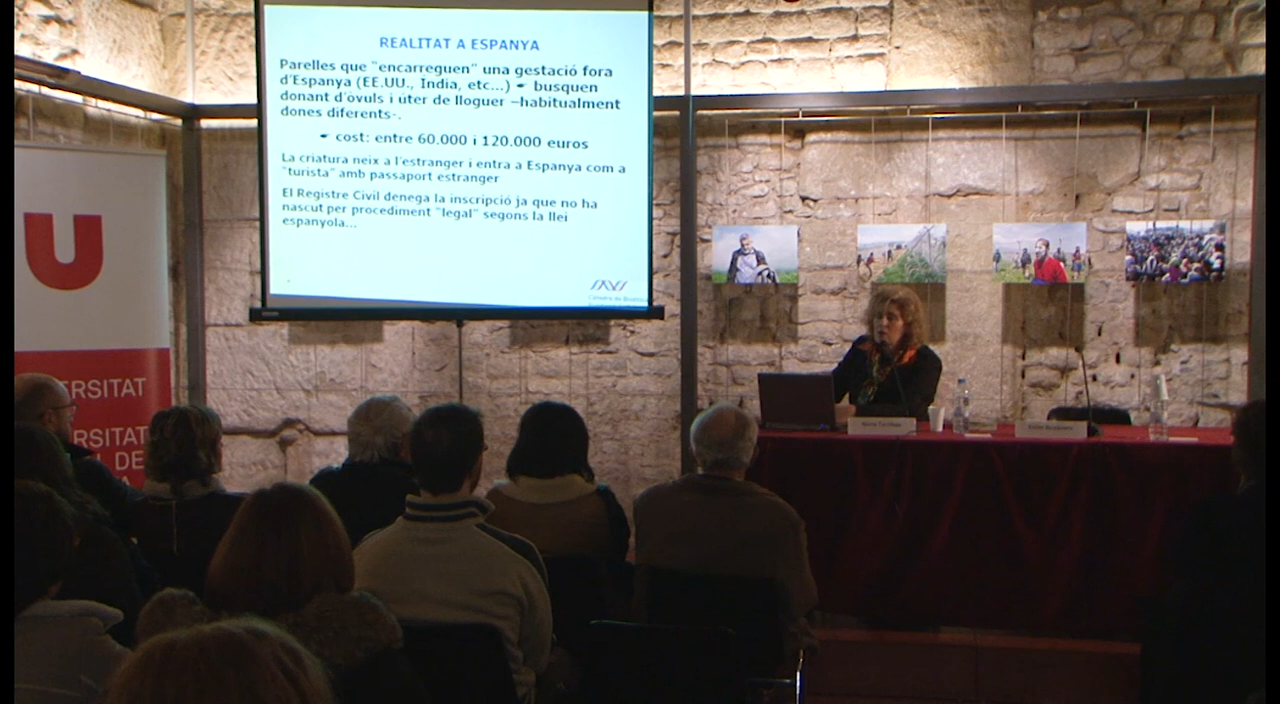 REALITAT A ESPANYA
Parelles que "encarreguen" una gestació fora
d'Espanya (EE.UU., India, etc...) ☛ busquen
donant d'òvuls i úter de lloguer –habitualment
dones diferents-.
☛ cost: entre 60.000 i 120.000 euros
La criatura neix a l'estranger i entra a Espanya com a
"turista" amb passaport estranger
El Registre Civil denega la inscripció ja que no ha
nascut per procediment "legal" segons la llei
espanyola...
U
ERSITAT
RSITAT
DE